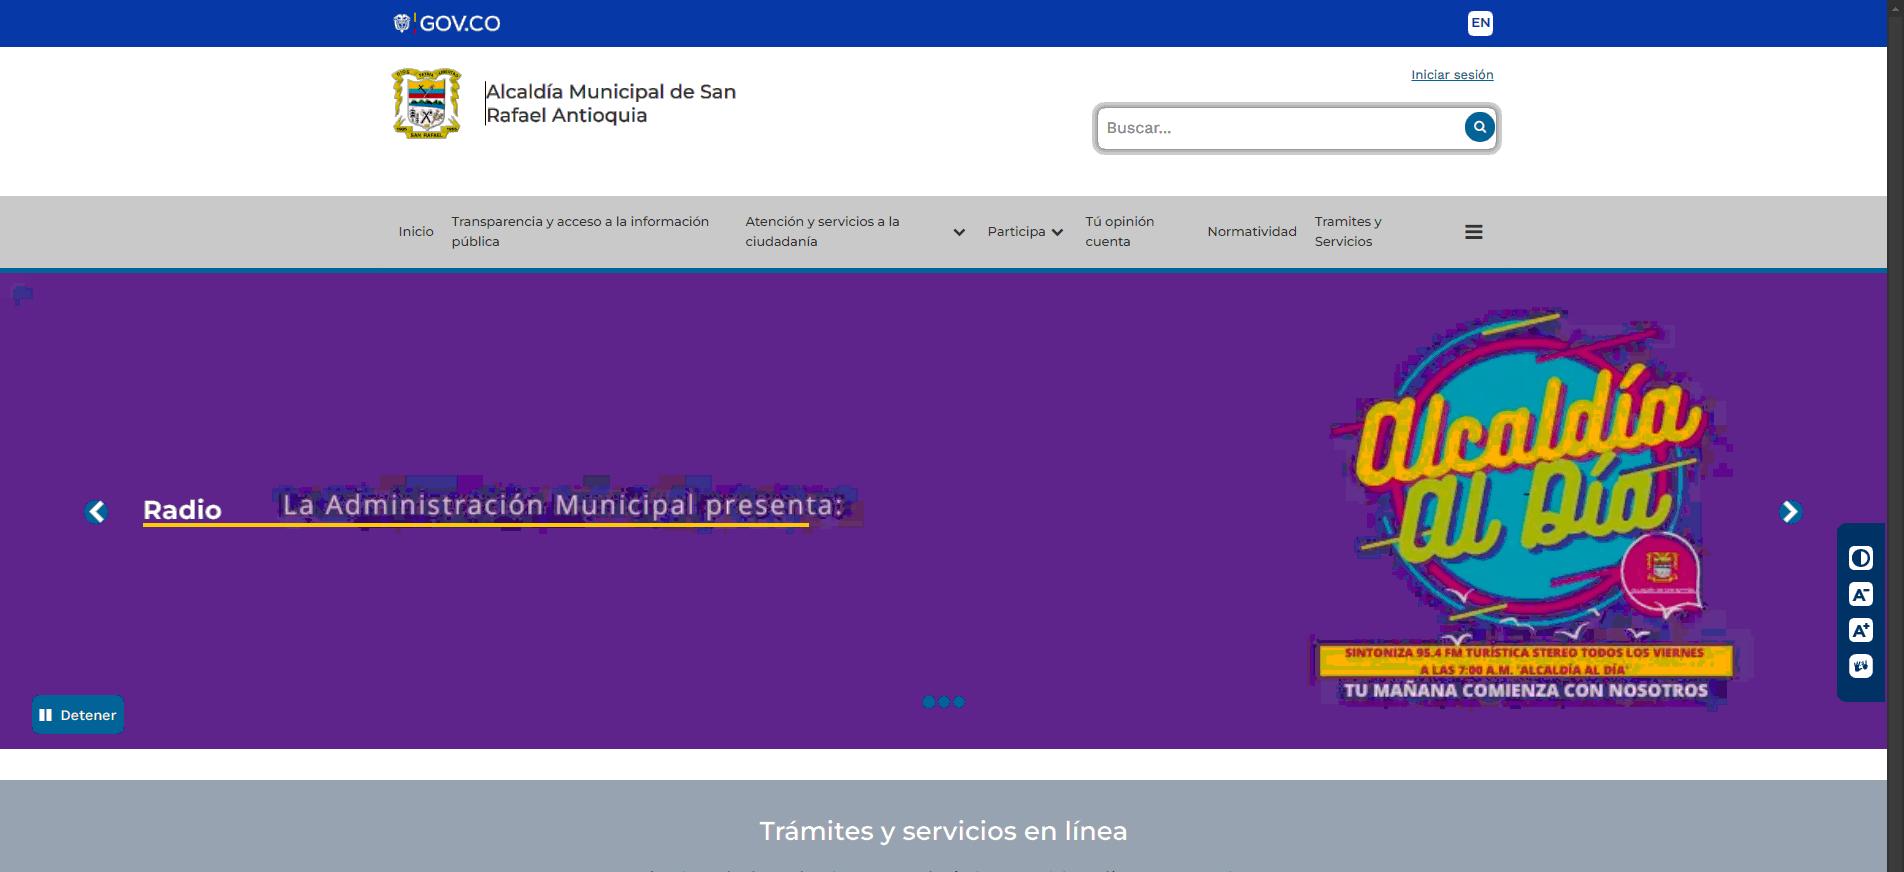 GOV.CO
EN
Alcaldía Municipal de San
Rafael Antioquia
SAN RAFAEL
Iniciar sesión
Buscar...
Inicio
Transparencia y acceso a la información
pública
Atención y servicios a la
ciudadanía
Participa
Tú opinión
cuenta
Normatividad
Tramites y
Servicios
Radio
La Administración Municipal presenta:
Alcaldía
Al Día
SINTONIZA 95.4 FM TURÍSTICA STEREO TODOS LOS VIERNES
A LAS 7:00 A.M. "ALCALDÍA AL DÍA"
TU MAÑANA COMIENZA CON NOSOTROS
A-
A+
Detener
Trámites y servicios en línea